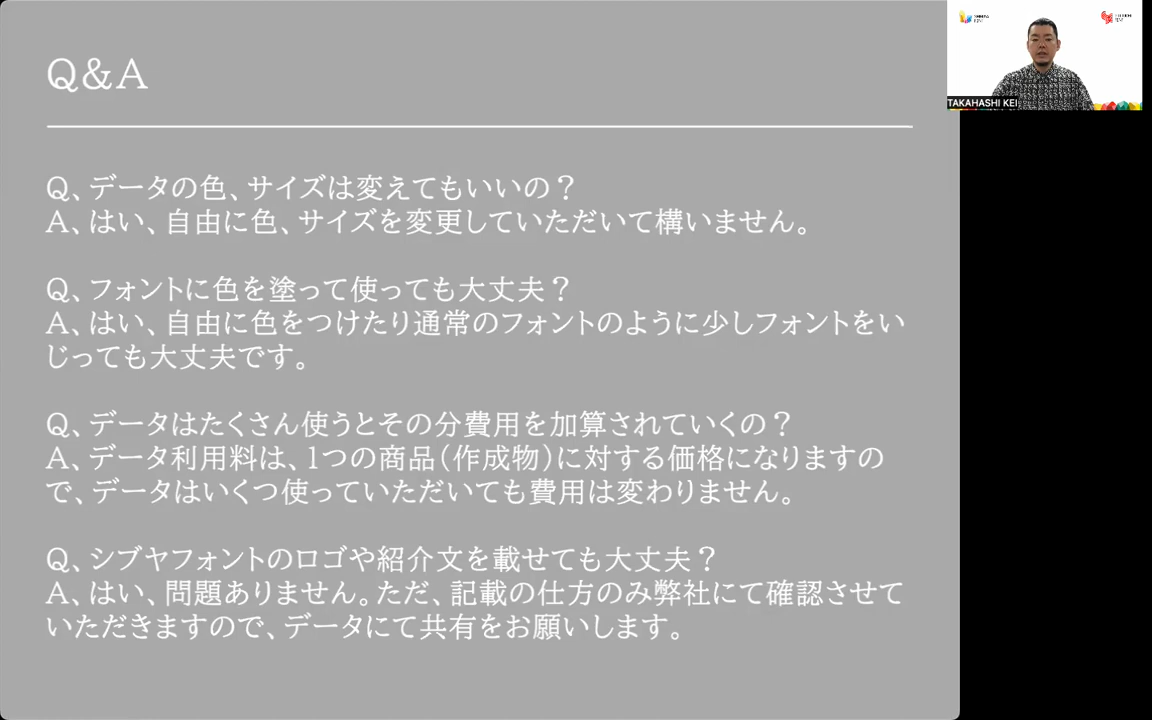 Q&A
Q、データの色、サイズは変えてもいいの？
A、はい、自由に色、サイズを変更していただいて構いません。
Q、フォントに色を塗って使っても大丈夫？
A、はい、自由に色をつけたり通常のフォントのように少しフォントをい
じっても大丈夫です。
Q、データはたくさん使うとその分費用を加算されていくの？
A、データ利用料は、1つの商品（作成物）に対する価格になりますの
で、データはいくつ使っていただいても費用は変わりません。
Q、シブヤフォントのロゴや紹介文を載せても大丈夫？
A、はい、問題ありません。ただ、記載の仕方のみ弊社にて確認させて
いただきますので、データにて共有をお願いします。
TAKAHASHI KEI